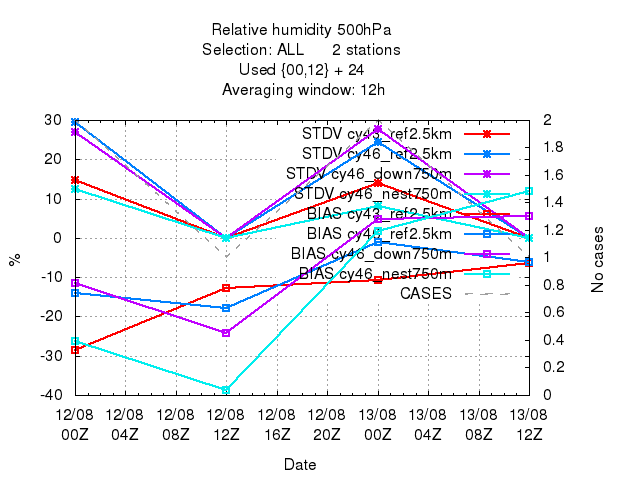 Relative humidity 500hPa
Selection: ALL 2 stations
Used {00,12} + 24
Averaging window: 12h
30
20
10
0
-10
-20
-30
-40
%
2
1.8
1.6
1.4
1.2
1
0.8
0.6
0.4
0.2
0
No cases
STDV cy43_ref2.5km
STDV cy46_ref2.5km
STDV cy46_down750m
STDV cy46_nest750m
BIAS cy43_ref2.5km
BIAS cy46_ref2.5km
BIAS cy46_down750m
BIAS cy46_nest750m
CASES
12/08 12/08 12/08 12/08 12/08 12/08 13/08 13/08 13/08 13/08
00Z 04Z 08Z 12Z 16Z 20Z 00Z 04Z 08Z 12Z
Date